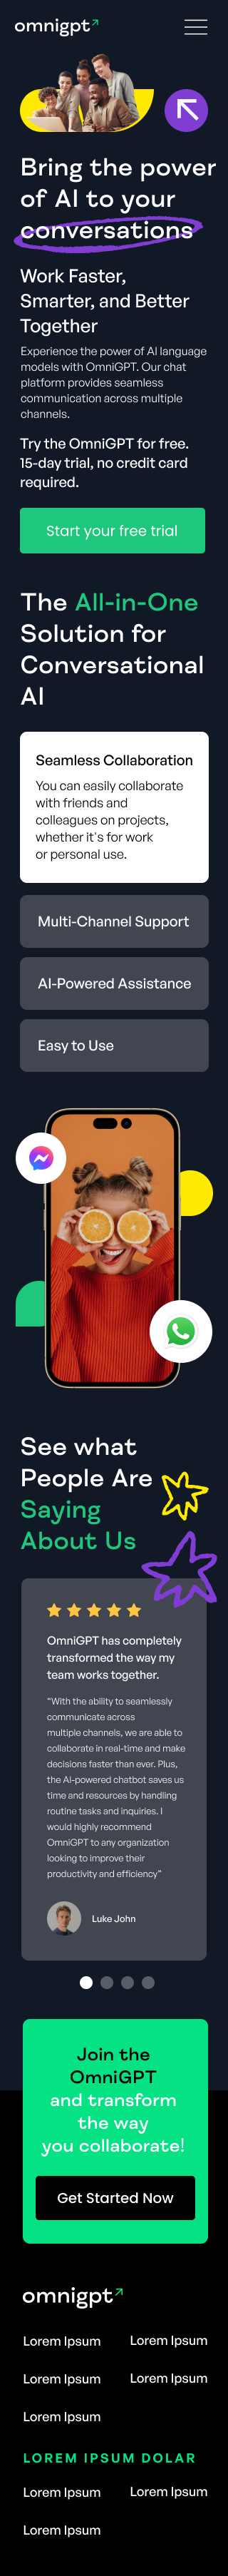 omnigpt
Bring the power
of AI to your
conversations
Work Faster,
Smarter, and Better
Together
Experience the power of AI language
models with OmniGPT. Our chat
platform provides seamless
communication across multiple
channels.
Try the OmniGPT for free.
15-day trial, no credit card
required.
Start your free trial
The All-in-One
Solution for
Conversational
AI
Seamless Collaboration
You can easily collaborate
with friends and
colleagues on projects,
whether it's for work
or personal use.
Multi-Channel Support
AI-Powered Assistance
Easy to Use
See what
People Are
Saying
About Us
OmniGPT has completely
transformed the way my
team works together.
"With the ability to seamlessly
communicate across
multiple channels, we are able to
collaborate in real-time and make
decisions faster than ever. Plus,
the AI-powered chatbot saves us
time and resources by handling
routine tasks and inquiries. I
would highly recommend
OmniGPT to any organization
looking to improve their
productivity and efficiency"
Luke John
Join the
OmniGPT
and transform
the way
you collaborate!
Get Started Now
omnigpt
Lorem Ipsum Lorem Ipsum
Lorem Ipsum Lorem Ipsum
Lorem Ipsum
LOREM IPSUM DOLAR
Lorem Ipsum Lorem Ipsum
Lorem Ipsum